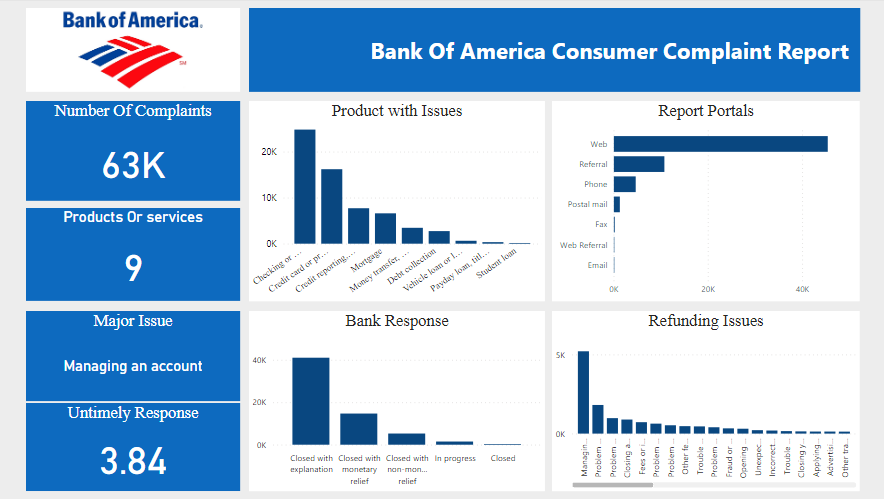 Bank of America.
SM
Bank Of America Consumer Complaint Report
Number Of Complaints
63K
Products Or services
9
Major Issue
Managing an account
Untimely Response
3.84
Product with Issues
20K
10K
0K
Checking or ...
Credit card or pr...
Credit reporting,...
Mortgage
Money transfer, ...
Debt collection
Vehicle loan or l...
Payday loan, titl...
Student loan
Report Portals
Web
Referral
Phone
Postal mail
Fax
Web Referral
Email
0K
20K
40K
Bank Response
40K
20K
0K
Closed with
explanation
Closed with
monetary
relief
Closed with
non-mon...
relief
In progress
Closed
Refunding Issues
5K
0K
Managin...
Problem ...
Problem ...
Closing a...
Fees or i...
Problem ...
Problem ...
Other fe...
Trouble ...
Problem ...
Fraud or ...
Opening ...
Unexpec...
Incorrect...
Trouble ...
Closing y...
Applying ...
Advertisi...
Other tra...